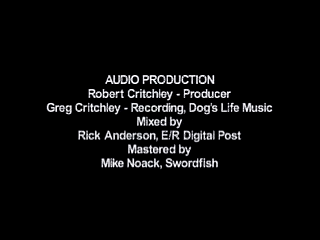 AUDIO PRODUCTION
Robert Critchley - Producer
Greg Critchley - Recording, Dog's Life Music
Mixed by
Rick Anderson, E/R Digital Post
Mastered by
Mike Noack, Swordfish